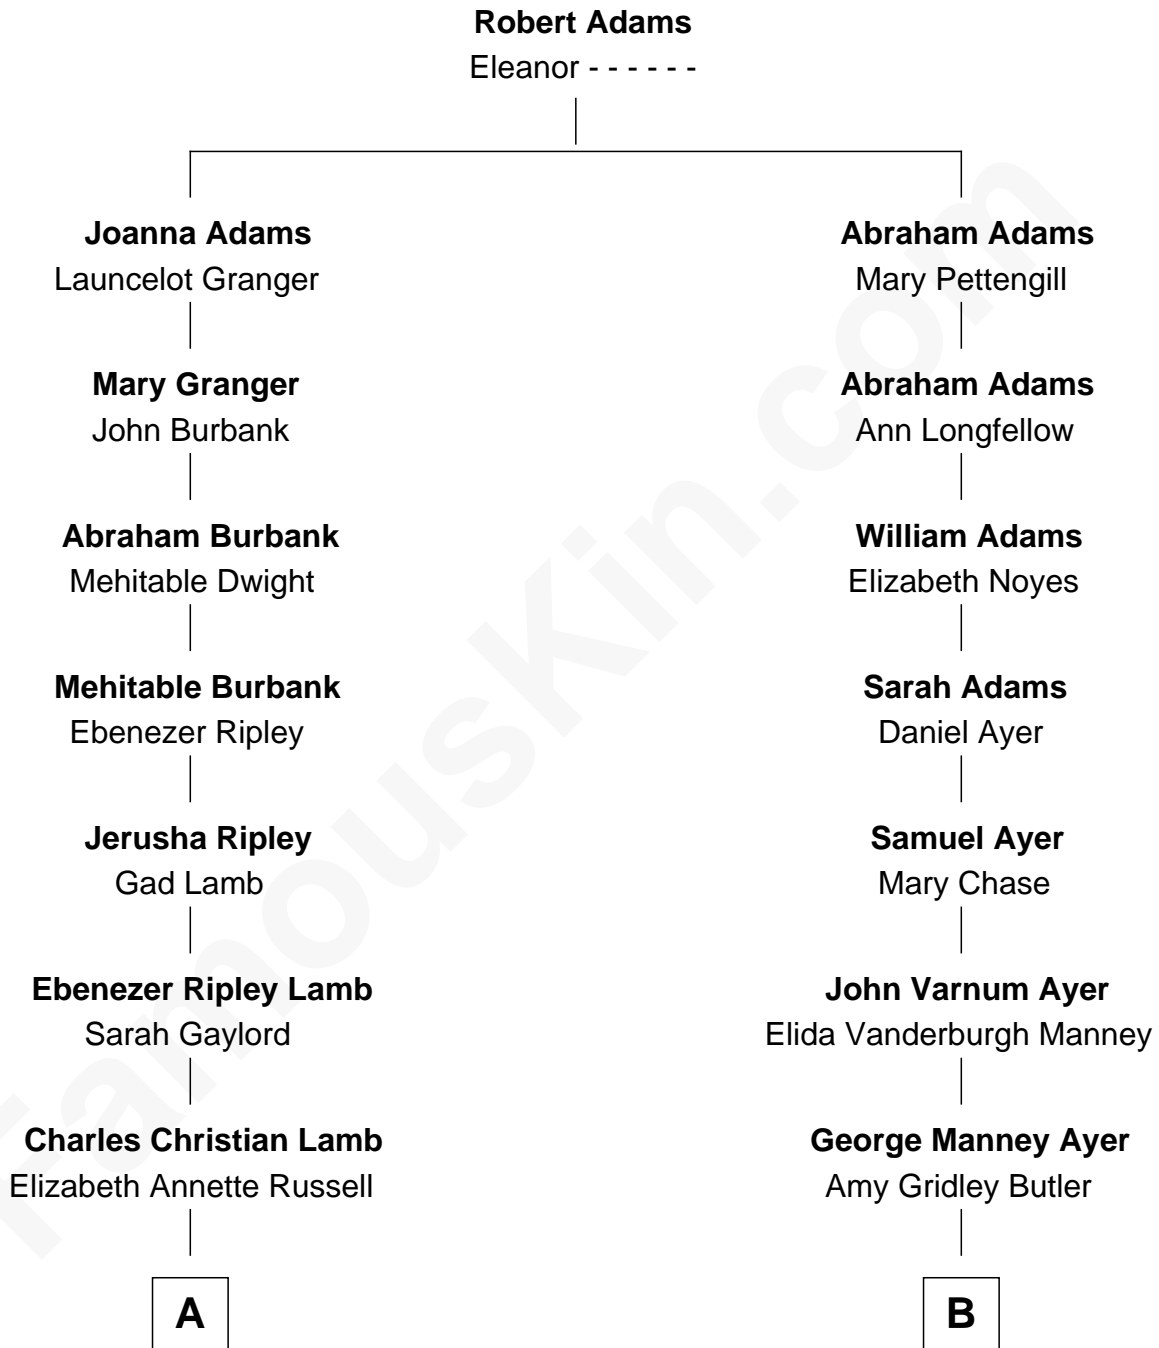 Robert Adams
Eleanor - - - - - -
Joanna Adams
Launcelot Granger
Abraham Adams
Mary Pettengill
Mary Granger
John Burbank
Abraham Adams
Ann Longfellow
Abraham Burbank
Mehitable Dwight
William Adams
Elizabeth Noyes
Mehitable Burbank
Ebenezer Ripley
Sarah Adams
Daniel Ayer
Jerusha Ripley
Gad Lamb
Samuel Ayer
Mary Chase
Ebenezer Ripley Lamb
Sarah Gaylord
John Varnum Ayer
Elida Vanderburgh Manney
Charles Christian Lamb
Elizabeth Annette Russell
George Manney Ayer
Amy Gridley Butler
A
B
FamousKin.com